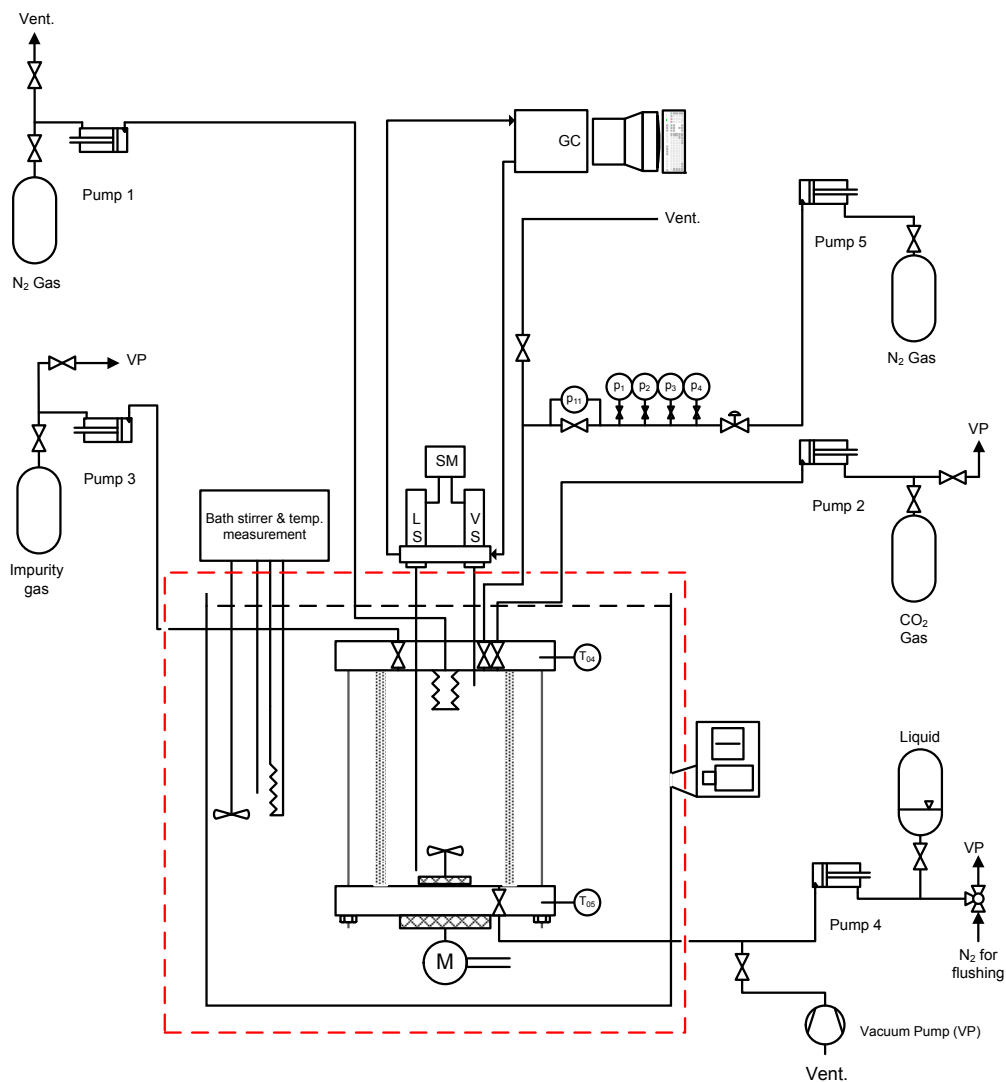 Vent.
GC
Pump 1
N₂ Gas
Vent.
Pump 5
N₂ Gas
VP
Pump 3
Impurity
gas
p₁₁
p₁
p₂
p₃
p₄
VP
Pump 2
CO₂
Gas
SM
L
S
V
S
Bath stirrer & temp.
measurement
T₀₄
T₀₅
M
Liquid
VP
Pump 4
N₂ for
flushing
Vacuum Pump (VP)
Vent.